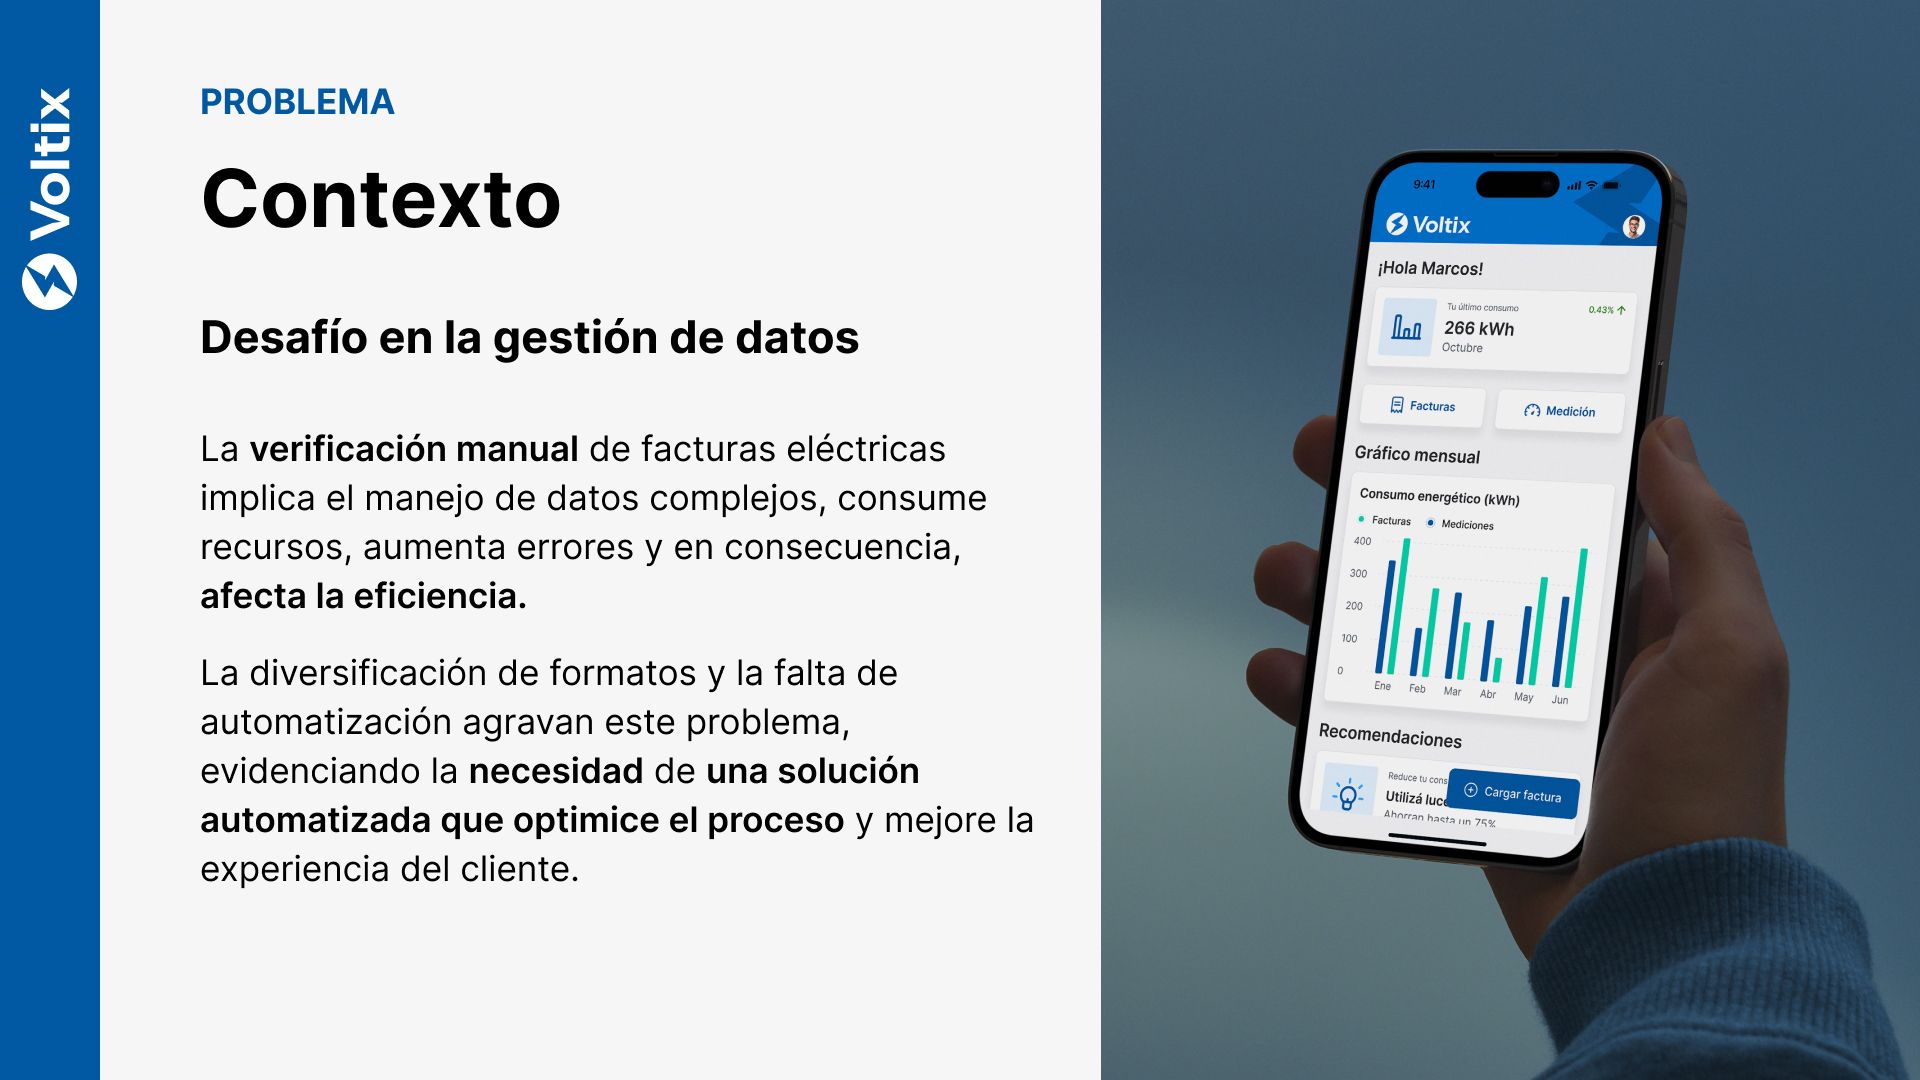 Voltix
PROBLEMA
Contexto
Desafío en la gestión de datos
La verificación manual de facturas eléctricas
implica el manejo de datos complejos, consume
recursos, aumenta errores y en consecuencia,
afecta la eficiencia.
La diversificación de formatos y la falta de
automatización agravan este problema,
evidenciando la necesidad de una solución
automatizada que optimice el proceso y mejore la
experiencia del cliente.
9:41
Voltix
¡Hola Marcos!
Tu último consumo
0.43%
266 kWh
Octubre
Facturas
Medición
Gráfico mensual
Consumo energético (kWh)
Facturas
Mediciones
400
300
200
100
0
Ene Feb Mar Abr May Jun
Recomendaciones
Reduce tu cons
Utilizá luce
Ahorran hasta un 75%
Cargar factura